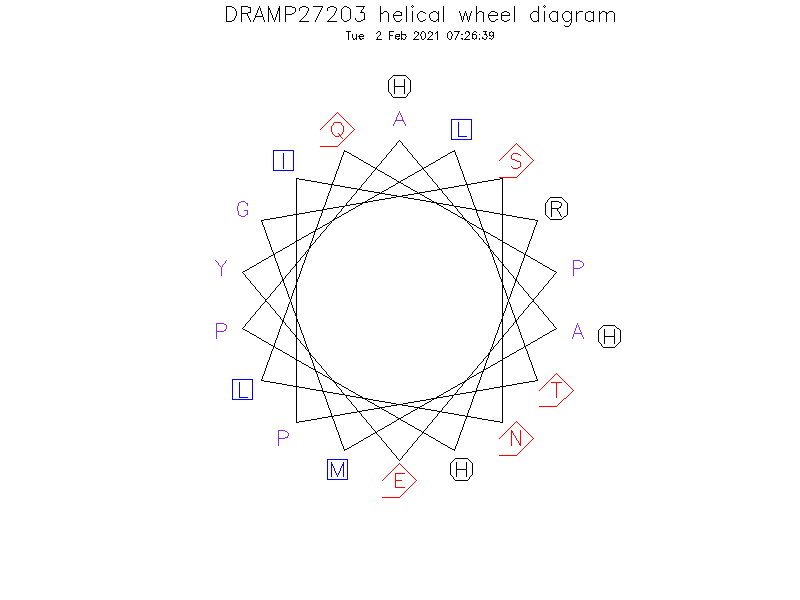 DRAMP27203 helical wheel diagram
Tue 2 Feb 2021 07:26:39
H
Q A L
I S
G R
Y P
P A H
L T
P N
M E H